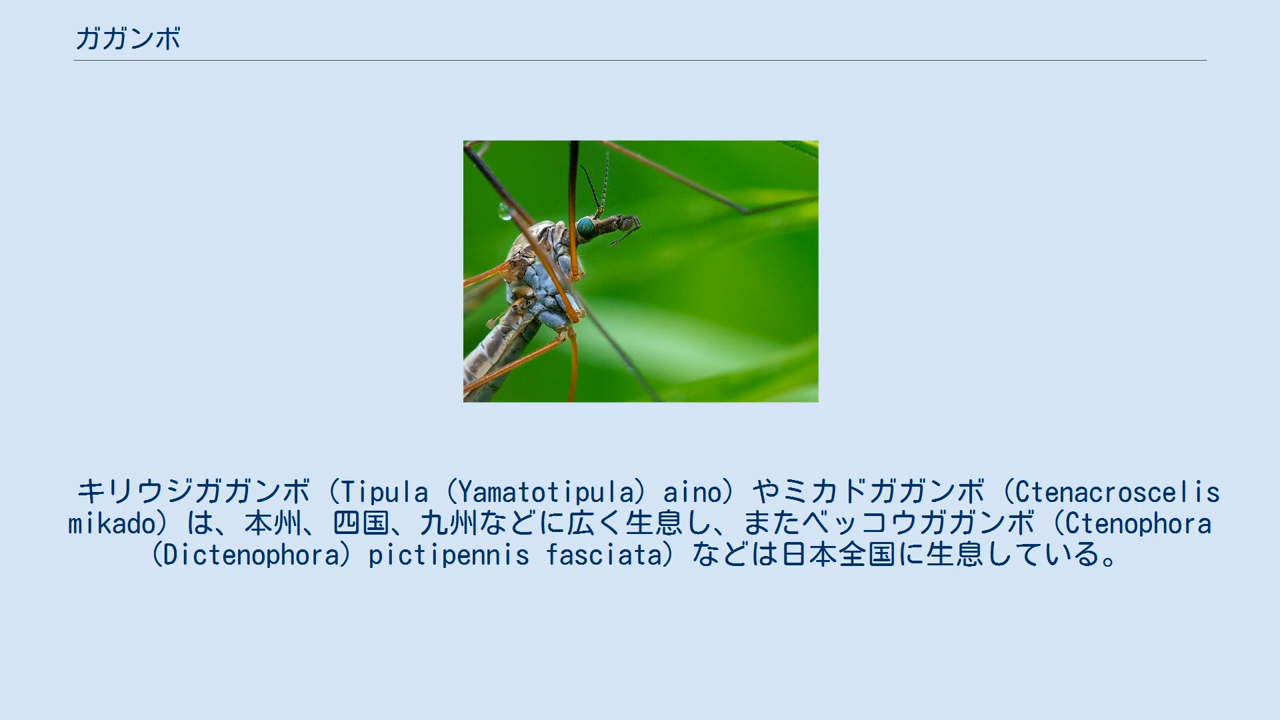 ガガンボ
キリウジガガンボ（Tipula（Yamatotipula）aino）やミカドガガンボ（Ctenacroscelis
mikado）は、本州、四国、九州などに広く生息し、またベッコウガガンボ（Ctenophora
（Dictenophora）pictipennis fasciata）などは日本全国に生息している。